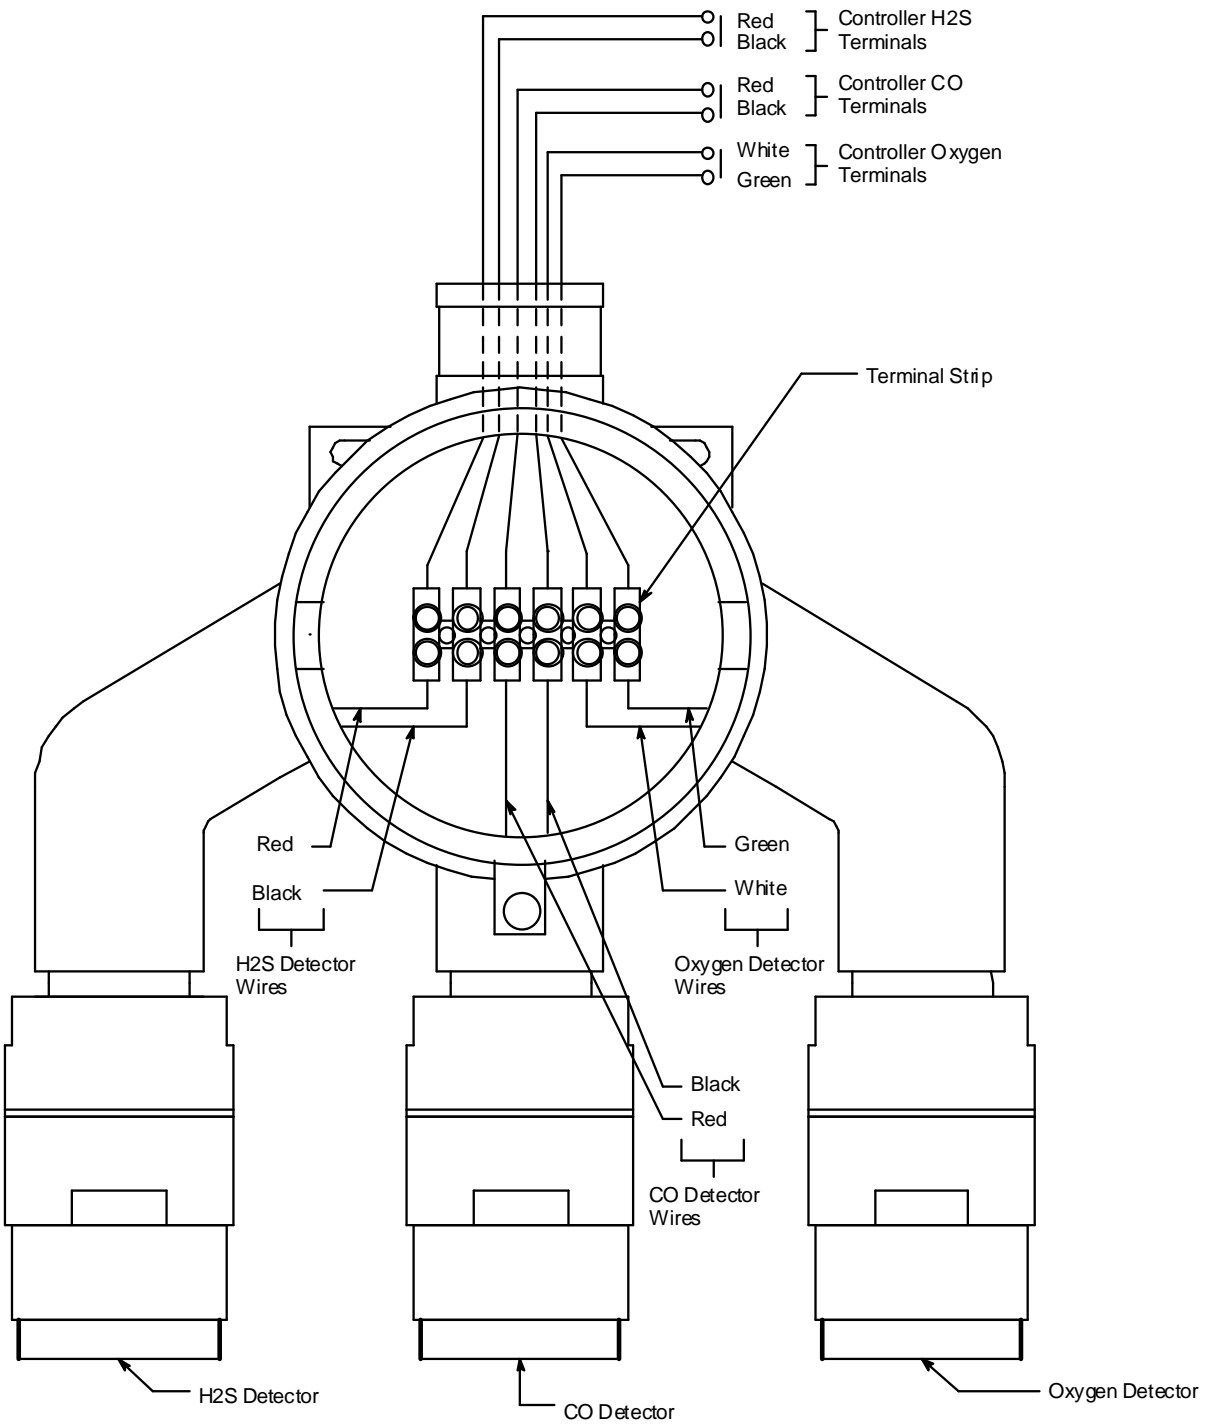 Red
Black
Controller H2S
Terminals
Red
Black
Controller CO
Terminals
White
Green
Controller Oxygen
Terminals
Terminal Strip
Red
Black
H2S Detector
Wires
Green
White
Oxygen Detector
Wires
Black
Red
CO Detector
Wires
H2S Detector
CO Detector
Oxygen Detector